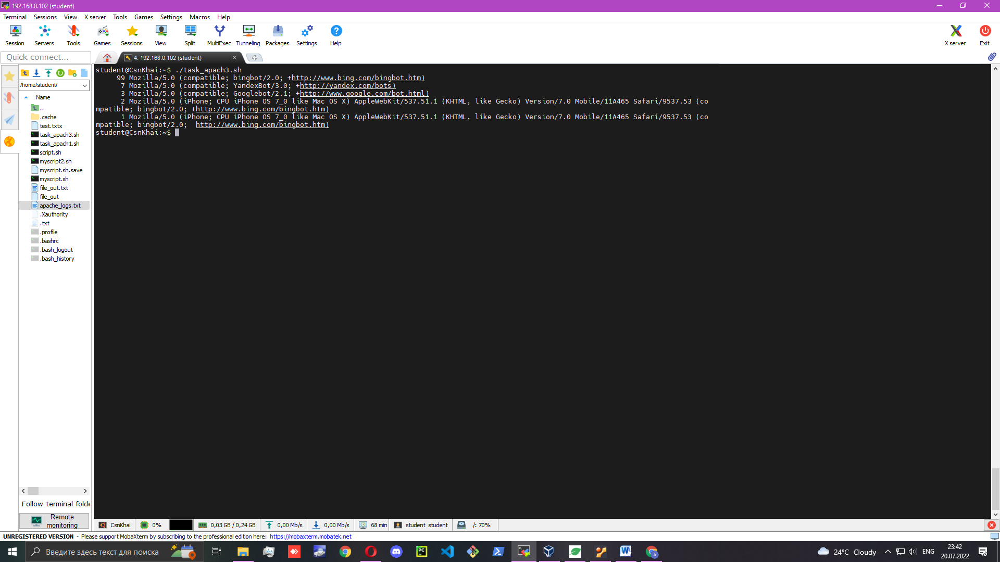 192.168.0.102 (student)
Terminal Sessions View X server Tools Games Settings Macros Help
Session Servers Tools Games Sessions View Split MultiExec Tunneling Packages Settings Help X server Exit
Quick connect... 4. 192.168.0.102 (student)
/home/student/
Name
..
.cache
test.txtx
task_apach3.sh
task_apach1.sh
script.sh
myscript2.sh
myscript.sh.save
myscript.sh
file_out.txt
file_out
apache_logs.txt
.Xauthority
.txt
.profile
.bashrc
.bash_logout
.bash_history
Follow terminal folde
Remote
monitoring
student@CsnKhai:~$ ./task_apach3.sh
99 Mozilla/5.0 (compatible; bingbot/2.0; +http://www.bing.com/bingbot.htm)
7 Mozilla/5.0 (compatible; YandexBot/3.0; +http://yandex.com/bots)
3 Mozilla/5.0 (compatible; Googlebot/2.1; +http://www.google.com/bot.html)
2 Mozilla/5.0 (iPhone; CPU iPhone OS 7_0 like Mac OS X) AppleWebKit/537.51.1 (KHTML, like Gecko) Version/7.0 Mobile/11A465 Safari/9537.53 (co
mpatible; bingbot/2.0; +http://www.bing.com/bingbot.htm)
1 Mozilla/5.0 (iPhone; CPU iPhone OS 7_0 like Mac OS X) AppleWebKit/537.51.1 (KHTML, like Gecko) Version/7.0 Mobile/11A465 Safari/9537.53 (co
mpatible; bingbot/2.0;  http://www.bing.com/bingbot.htm)
student@CsnKhai:~$
CsnKhai 0% 0,03 GB / 0,24 GB 0,00 Mb/s 0,00 Mb/s 68 min student student /: 70%
UNREGISTERED VERSION - Please support MobaXterm by subscribing to the professional edition here: https://mobaxterm.mobatek.net
Введите здесь текст для поиска PC 24°C Cloudy ENG 23:42
20.07.2022